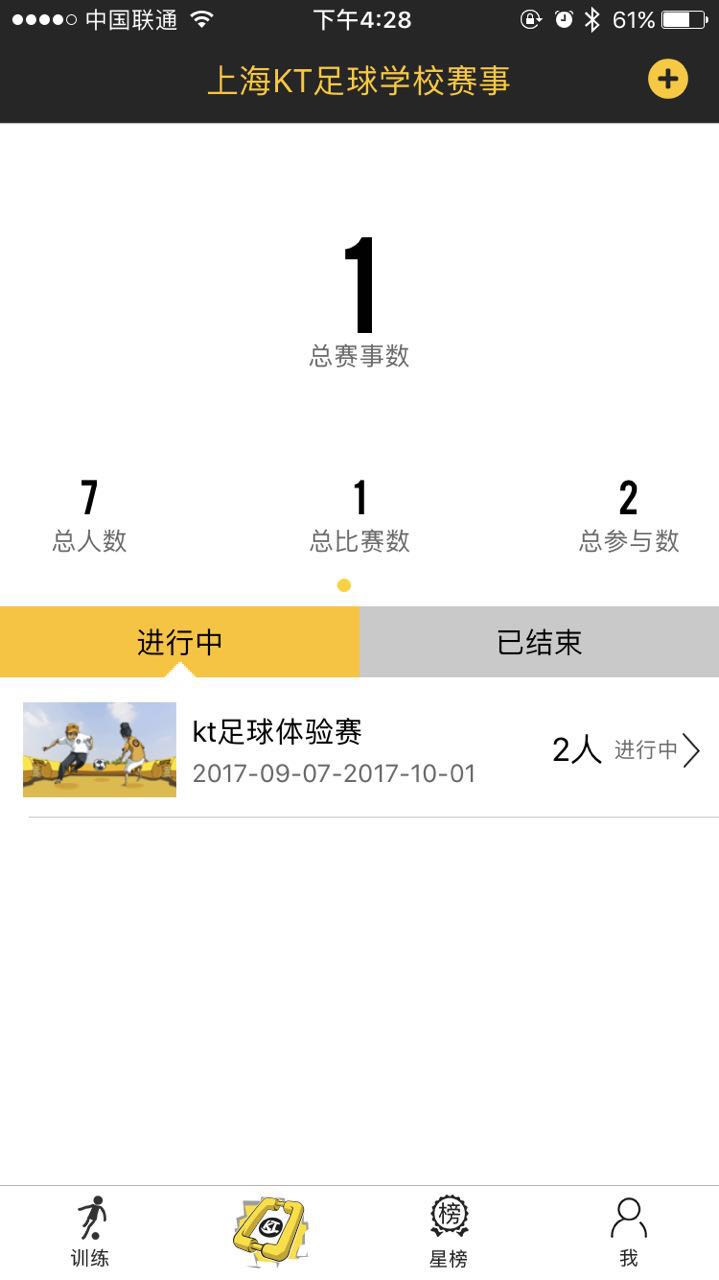 中国联通 下午4:28 61%
上海KT足球学校赛事
1
总赛事数
7 1 2
总人数 总比赛数 总参与数
进行中 已结束
kt足球体验赛
2人 进行中
2017-09-07-2017-10-01
榜
KT
训练 星榜 我